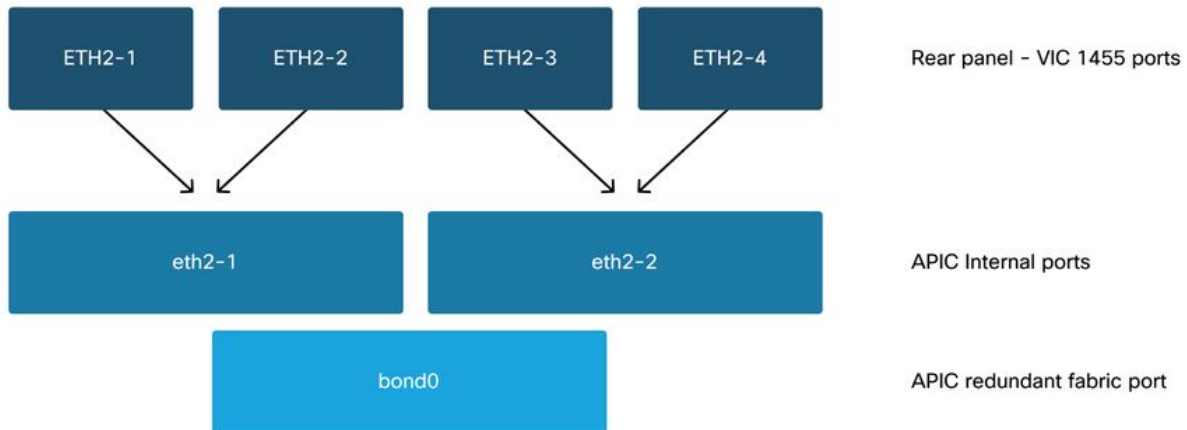 ETH2-1 ETH2-2 ETH2-3 ETH2-4 Rear panel - VIC 1455 ports
eth2-1 eth2-2 APIC Internal ports
bond0 APIC redundant fabric port